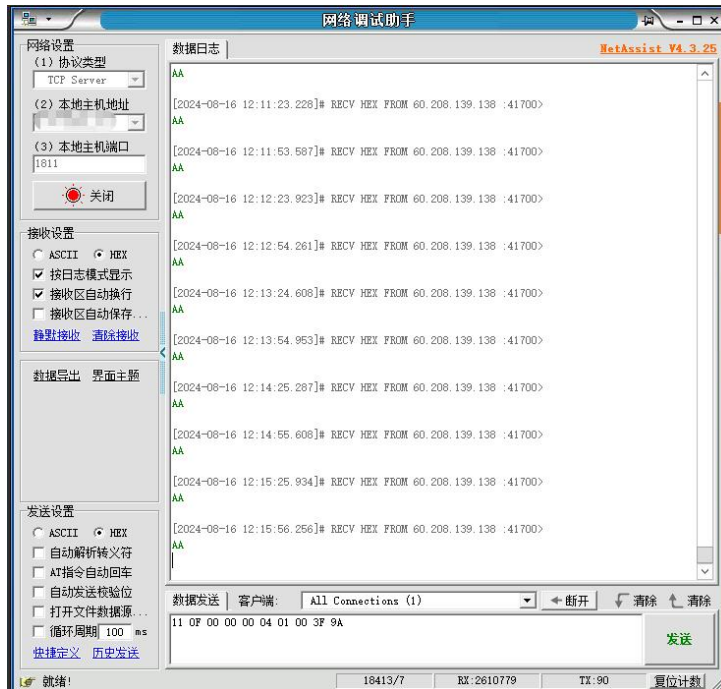 网络调试助手
网络设置
(1) 协议类型
TCP Server
(2) 本地主机地址
(3) 本地主机端口
1811
关闭
接收设置
ASCII HEX
按日志模式显示
接收区自动换行
接收区自动保存...
静默接收 清除接收
数据导出 界面主题
发送设置
ASCII HEX
自动解析转义符
AT指令自动回车
自动发送校验位
打开文件数据源...
循环周期 100 ms
快捷定义 历史发送
数据日志 NetAssist V4.3.25
AA
[2024-08-16 12:11:23.228]# RECV HEX FROM 60.208.139.138 :41700>
AA
[2024-08-16 12:11:53.587]# RECV HEX FROM 60.208.139.138 :41700>
AA
[2024-08-16 12:12:23.923]# RECV HEX FROM 60.208.139.138 :41700>
AA
[2024-08-16 12:12:54.261]# RECV HEX FROM 60.208.139.138 :41700>
AA
[2024-08-16 12:13:24.608]# RECV HEX FROM 60.208.139.138 :41700>
AA
[2024-08-16 12:13:54.953]# RECV HEX FROM 60.208.139.138 :41700>
AA
[2024-08-16 12:14:25.287]# RECV HEX FROM 60.208.139.138 :41700>
AA
[2024-08-16 12:14:55.608]# RECV HEX FROM 60.208.139.138 :41700>
AA
[2024-08-16 12:15:25.934]# RECV HEX FROM 60.208.139.138 :41700>
AA
[2024-08-16 12:15:56.256]# RECV HEX FROM 60.208.139.138 :41700>
AA
数据发送 客户端: All Connections (1) 断开 清除 清除
11 0F 00 00 00 04 01 00 3F 9A
发送
就绪! 18413/7 RX:2610779 TX:90 复位计数